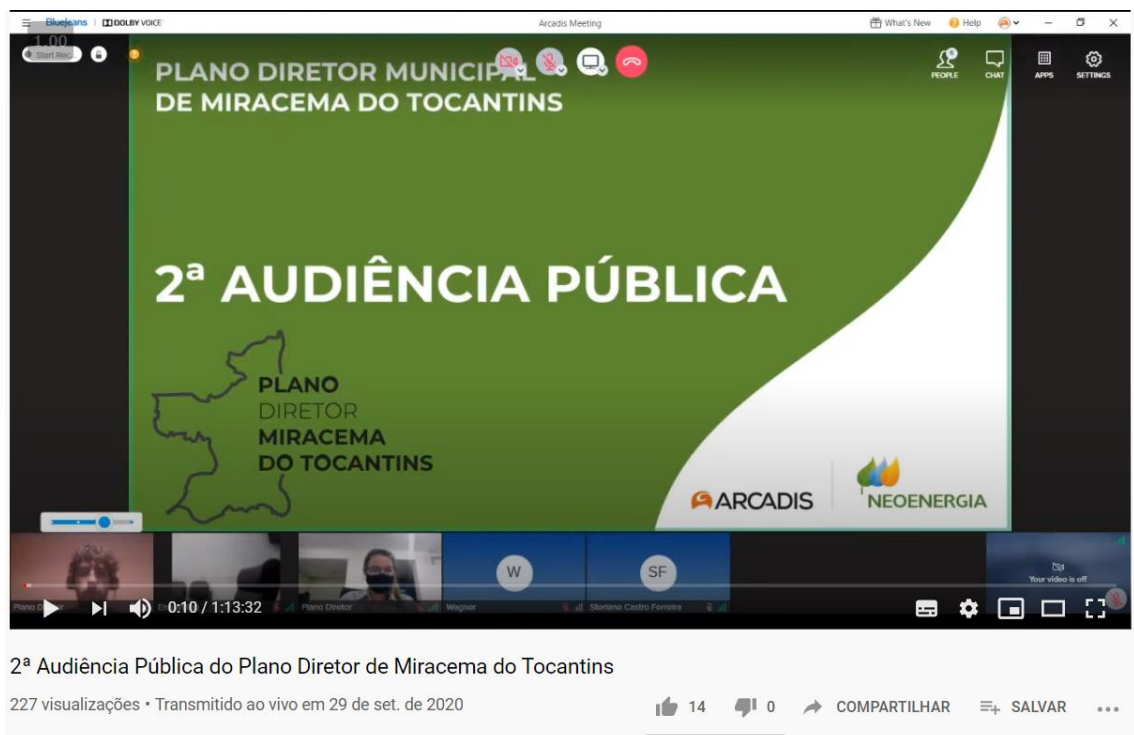 BlueJeans | DOLBY VOICE
Arcadis Meeting
What's New
Help
1.00
Start Rec
PEOPLE
CHAT
APPS
SETTINGS
PLANO DIRETOR MUNICIPAL
DE MIRACEMA DO TOCANTINS
2ª AUDIÊNCIA PÚBLICA
PLANO
DIRETOR
MIRACEMA
DO TOCANTINS
ARCADIS
NEOENERGIA
W
SF
Your video is off
Plano Diretor
Wagner
Castro Ferreira
0:10 / 1:13:32
2ª Audiência Pública do Plano Diretor de Miracema do Tocantins
227 visualizações • Transmitido ao vivo em 29 de set. de 2020
14
0
COMPARTILHAR
SALVAR